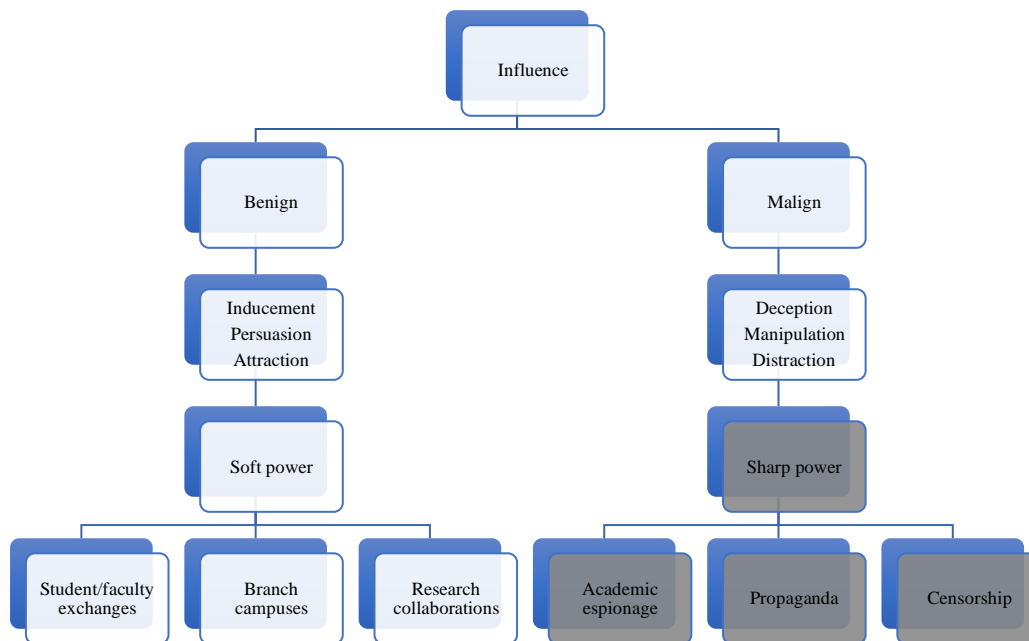 Influence
Benign
Malign
Inducement
Persuasion
Attraction
Deception
Manipulation
Distraction
Soft power
Sharp power
Student/faculty
exchanges
Branch
campuses
Research
collaborations
Academic
espionage
Propaganda
Censorship